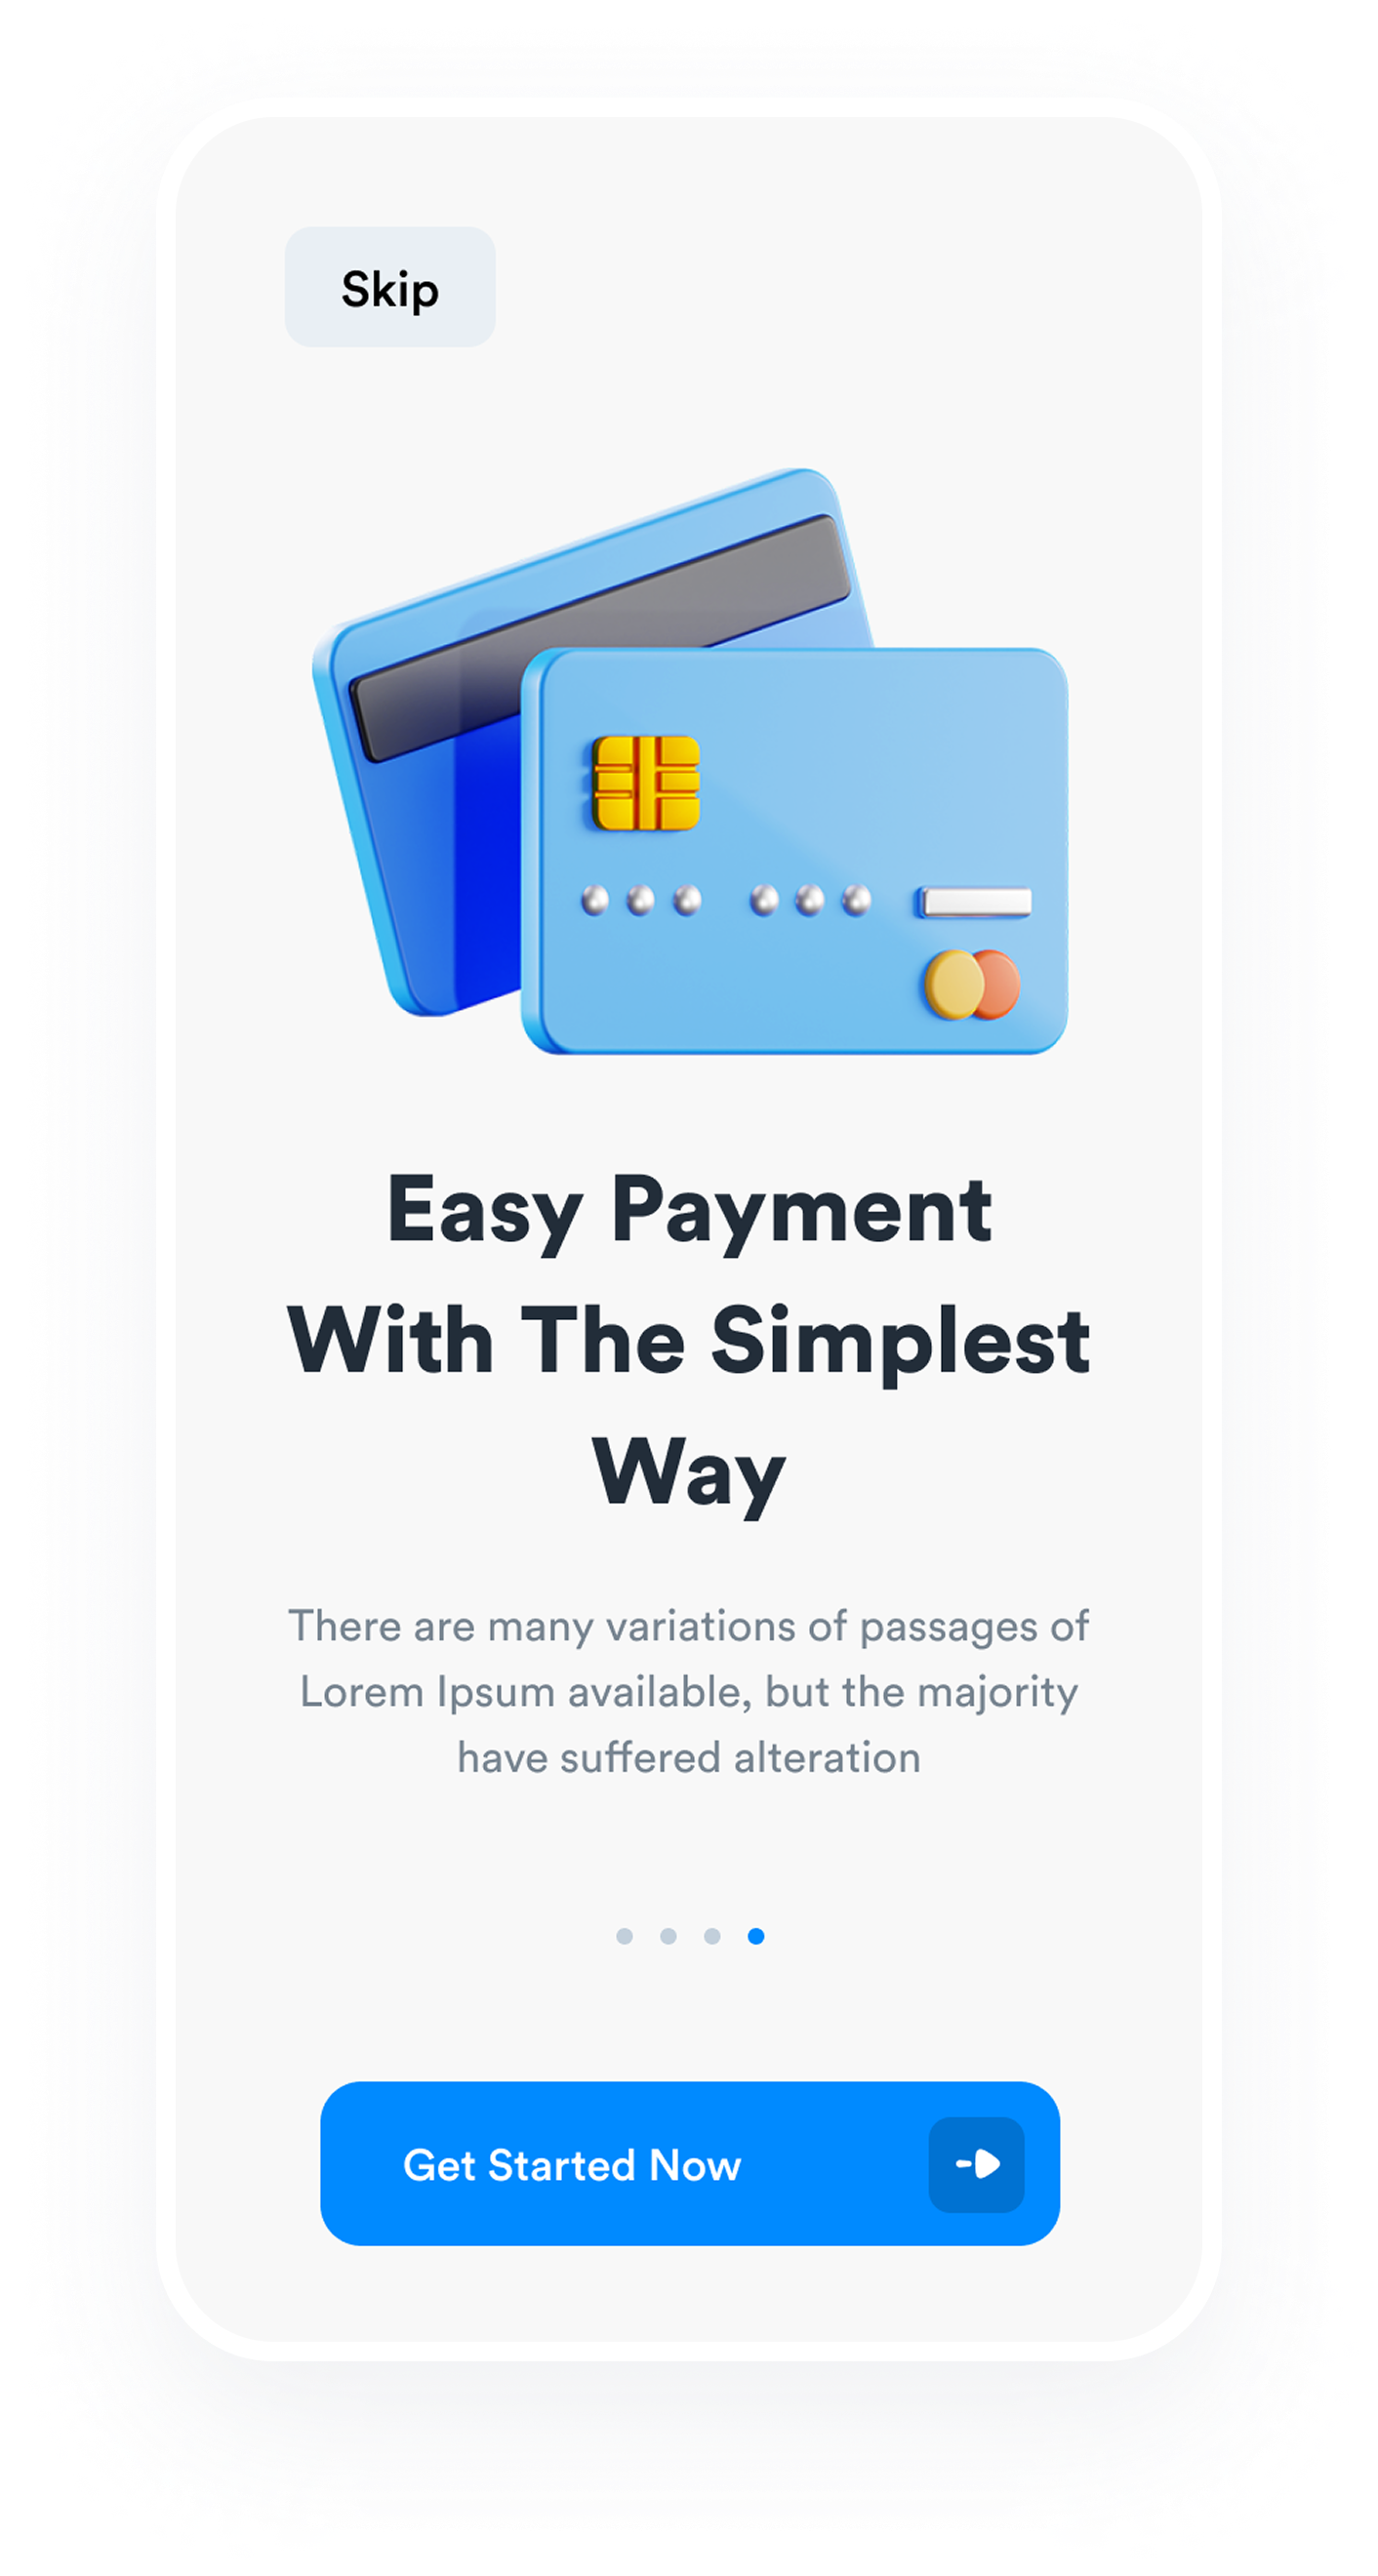 Skip
Easy Payment
With The Simplest
Way
There are many variations of passages of
Lorem Ipsum available, but the majority
have suffered alteration
Get Started Now